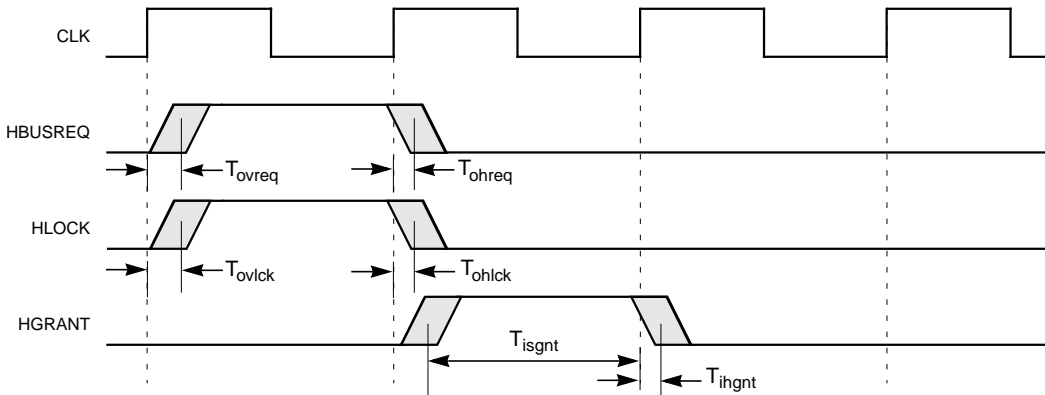 CLK
HBUSREQ
Tovreq
Tohreq
HLOCK
Tovlck
Tohlck
HGRANT
Tisgnt
Tihgnt